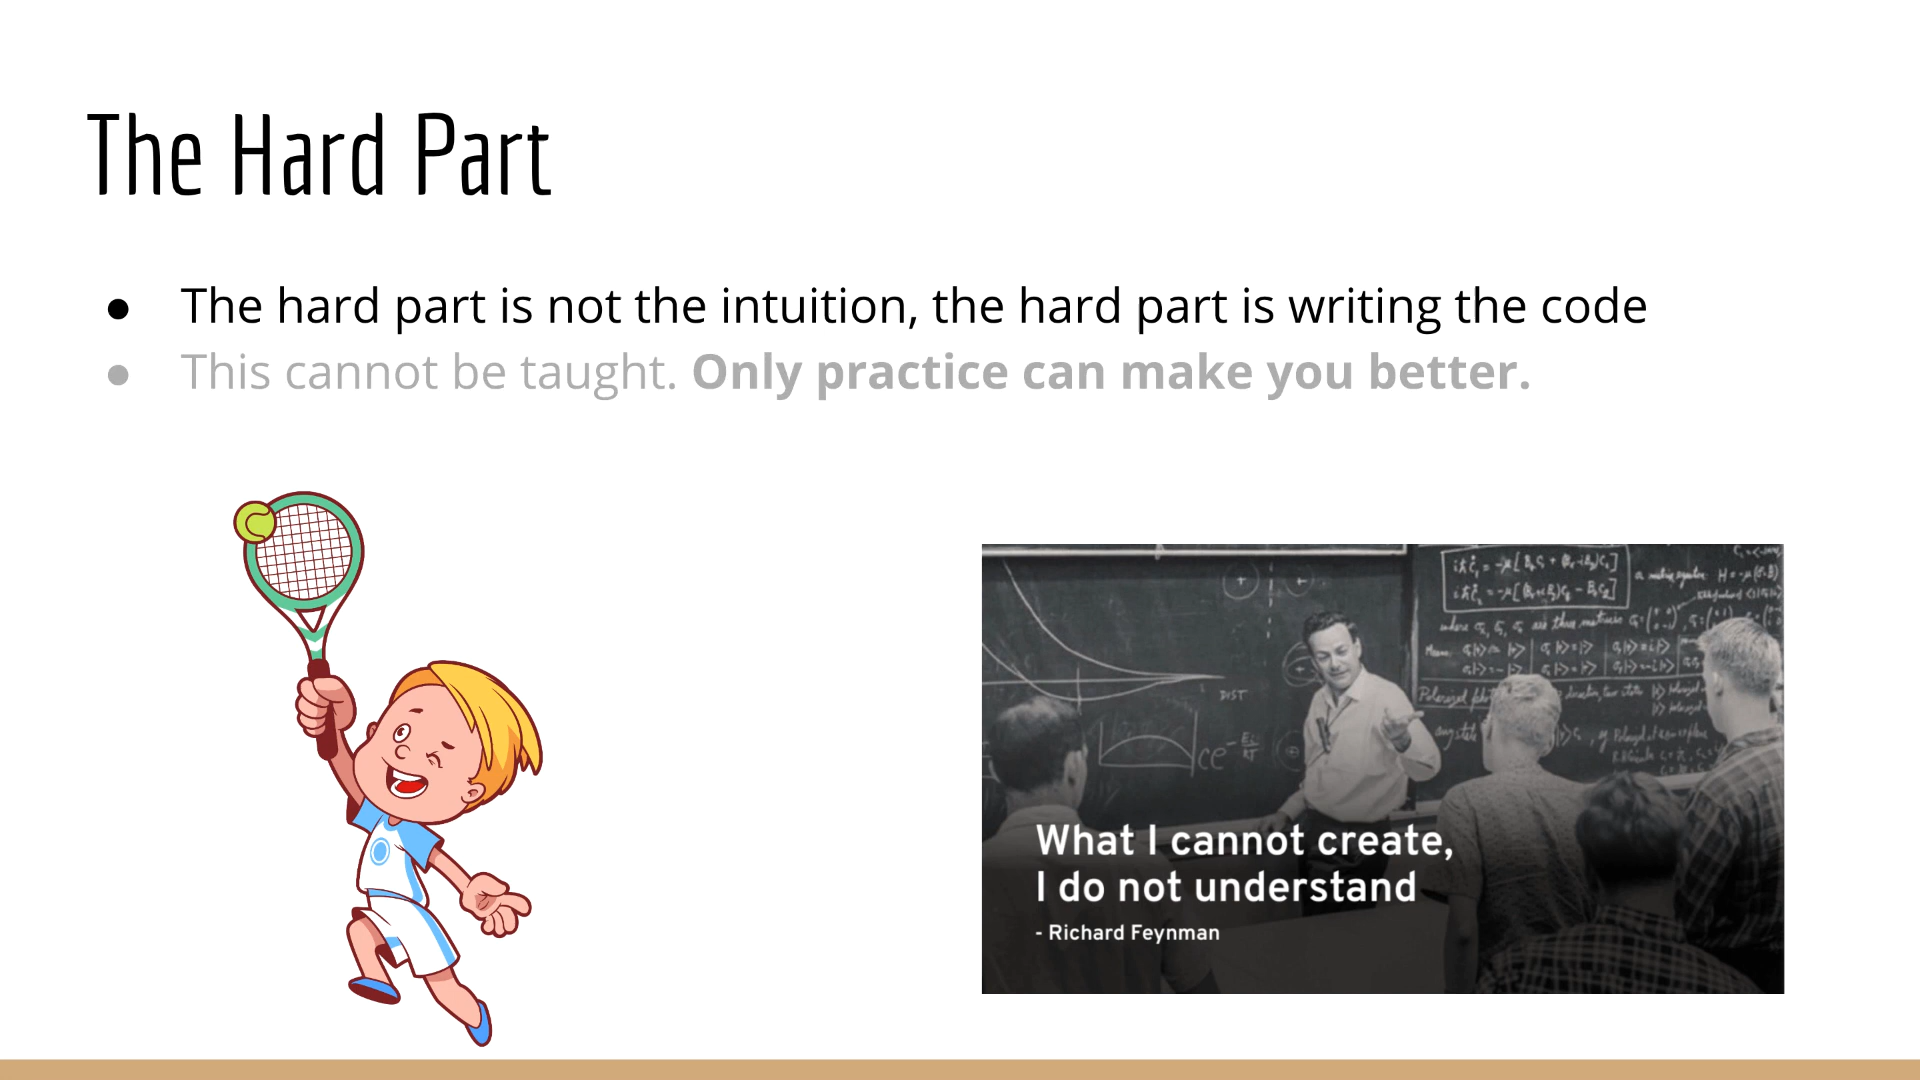 The Hard Part
● The hard part is not the intuition, the hard part is writing the code
● This cannot be taught. Only practice can make you better.
DIST
What I cannot create,
I do not understand
- Richard Feynman